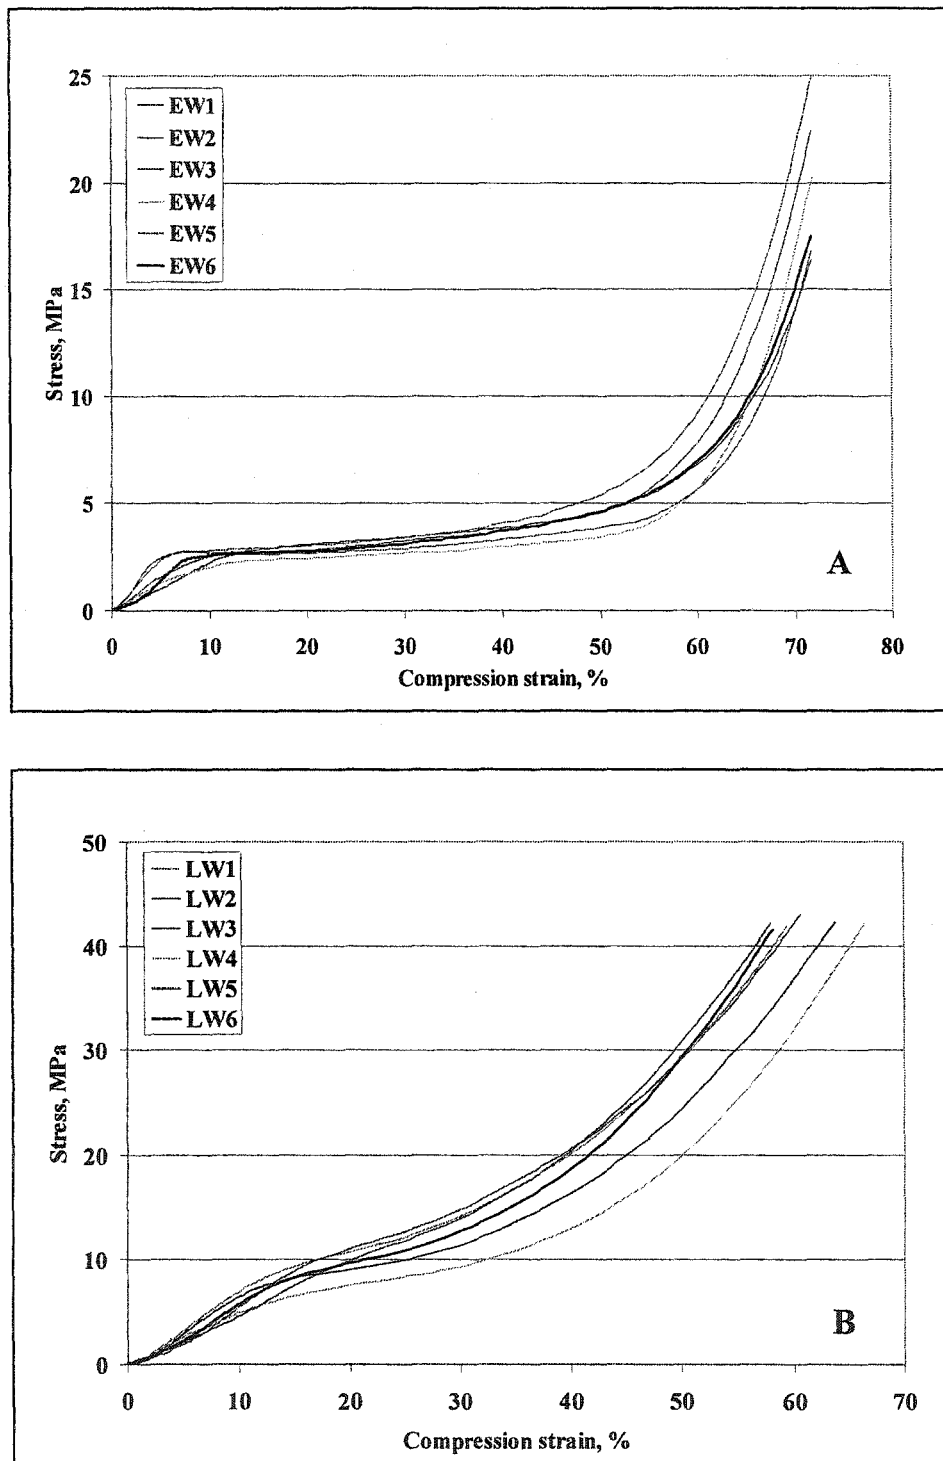 25
20
15
10
5
0
Stress, MPa
EW1
EW2
EW3
EW4
EW5
EW6
A
0 10 20 30 40 50 60 70 80
Compression strain, %
50
40
30
20
10
0
Stress, MPa
LW1
LW2
LW3
LW4
LW5
LW6
B
0 10 20 30 40 50 60 70
Compression strain, %